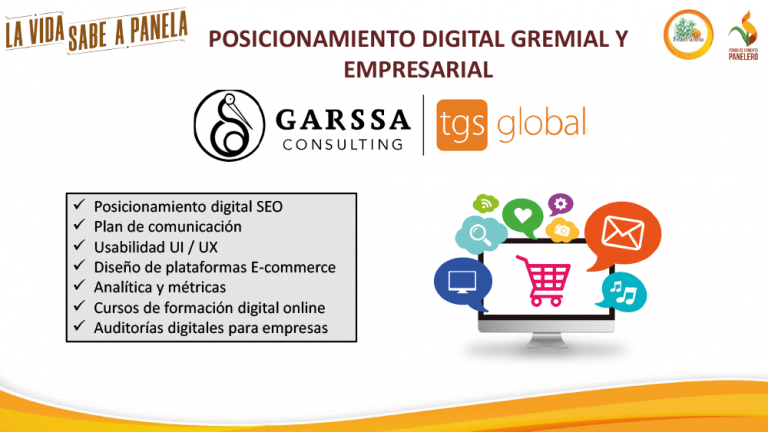 LA VIDA
SABE A PANELA
POSICIONAMIENTO DIGITAL GREMIAL Y
EMPRESARIAL
FONDO DE FOMENTO
PANELERO
GARSSA
CONSULTING
tgs global
✓ Posicionamiento digital SEO
✓ Plan de comunicación
✓ Usabilidad UI / UX
✓ Diseño de plataformas E-commerce
✓ Analítica y métricas
✓ Cursos de formación digital online
✓ Auditorías digitales para empresas